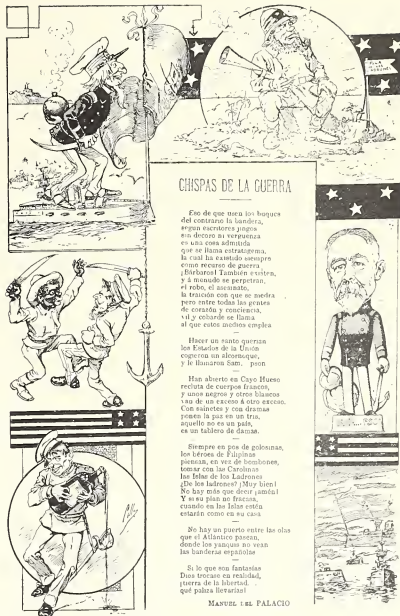 CHISPAS DE LA GUERRA
Eso de que usen los buques
del contrario la bandera,
segun escritores jingos
sin decoro ni vergüenza
es una cosa admitida
que se llama estratagema,
la cual ha existido siempre
como recurso de guerra
¡Bárbaros! También existen,
y á menudo se perpetran,
el robo, el asesinato,
la traición con que se medra
pero entre todas las gentes
de corazón y conciencia,
vil y cobarde se llama
al que estos medios emplea
Hacer un santo querían
los Estados de la Unión
cogieron un alcornoque,
y le llamaron Sam.. pson
Han abierto en Cayo Hueso
recluta de cuerpos francos,
y unos negros y otros blancos
van de un exceso á otro exceso.
Con sainetes y con dramas
ponen la paz en un tris,
aquello no es un país,
es un tablero de damas.
Siempre en pos de golosinas,
los héroes de Filipinas
piensan, en vez de bombones,
tomar con las Carolinas
las Islas de los Ladrones
¿De los ladrones? ¡Muy bien!
No hay más que decir ¡amén!
Y si su plan no fracasa,
cuando en las Islas estén
estarán como en su casa
No hay un puerto entre las olas
que el Atlántico pasean,
donde los yanquis no vean
las banderas españolas
Si lo que son fantasías
Dios trocase en realidad,
¡tierra de la libertad. .
qué paliza llevarías!
MANUEL DEL PALACIO